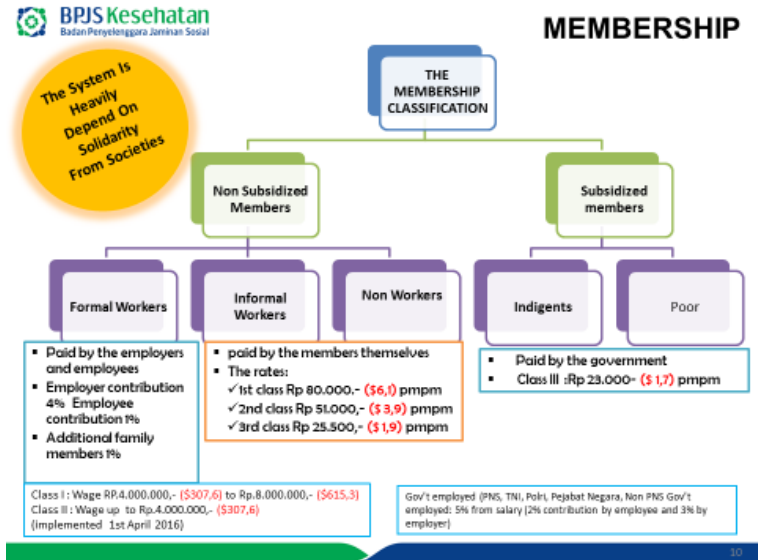 BPJS Kesehatan
Badan Penyelenggara Jaminan Sosial
MEMBERSHIP
The System Is
Heavily
Depend On
Solidarity
From Societies
THE
MEMBERSHIP
CLASSIFICATION
Non Subsidized
Members
Subsidized
members
Formal Workers
Informal
Workers
Non Workers
Indigents
Poor
▪ Paid by the employers
and employees
▪ Employer contribution
4% Employee
contribution 1%
▪ Additional family
members 1%
▪ paid by the members themselves
▪ The rates:
✓1st class Rp 80.000.- ($6,1) pmpm
✓2nd class Rp 51.000,- ($ 3,9) pmpm
✓3rd class Rp 25.500,- ($ 1,9) pmpm
▪ Paid by the government
▪ Class III :Rp 23.000- ($ 1,7) pmpm
Class I : Wage RP.4.000.000,- ($307,6) to Rp.8.000.000,- ($615,3)
Class II : Wage up to Rp.4.000.000,- ($307,6)
(implemented 1st April 2016)
Gov't employed (PNS, TNI, Polri, Pejabat Negara, Non PNS Gov't
employed: 5% from salary (2% contribution by employee and 3% by
employer)
10